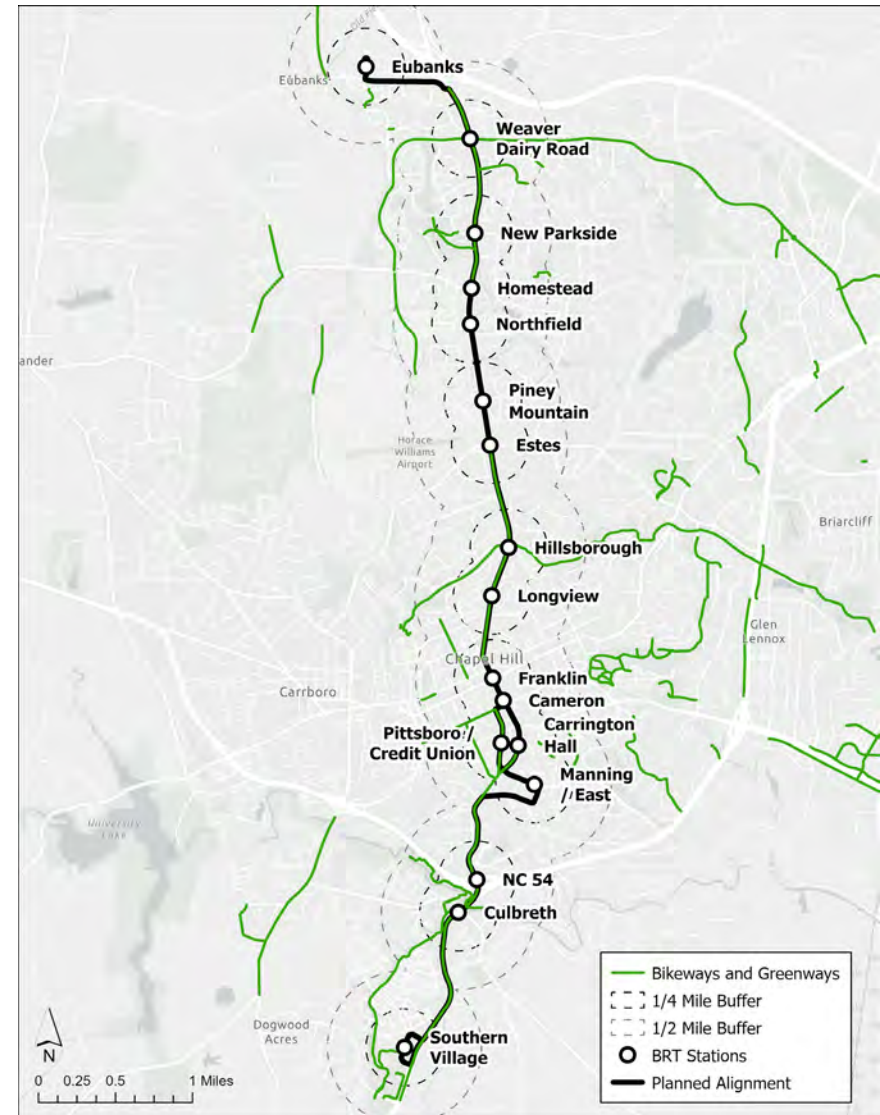 Old Rd
Eubanks
Eubanks
Weaver
Dairy Road
New Parkside
Homestead
Northfield
ander
Piney
Mountain
Horace
Williams
Airport
Estes
Briarcliff
Hillsborough
Longview
Glen
Lennox
Chapel Hill
Franklin
Carrboro
Cameron
Carrington
Hall
Pittsboro /
Credit Union
Manning
East
University
Lake
NC 54
Culbreth
Dogwood
Acres
Southern
Village
N
0 0.25 0.5 1 Miles
Bikeways and Greenways
1/4 Mile Buffer
1/2 Mile Buffer
BRT Stations
Planned Alignment